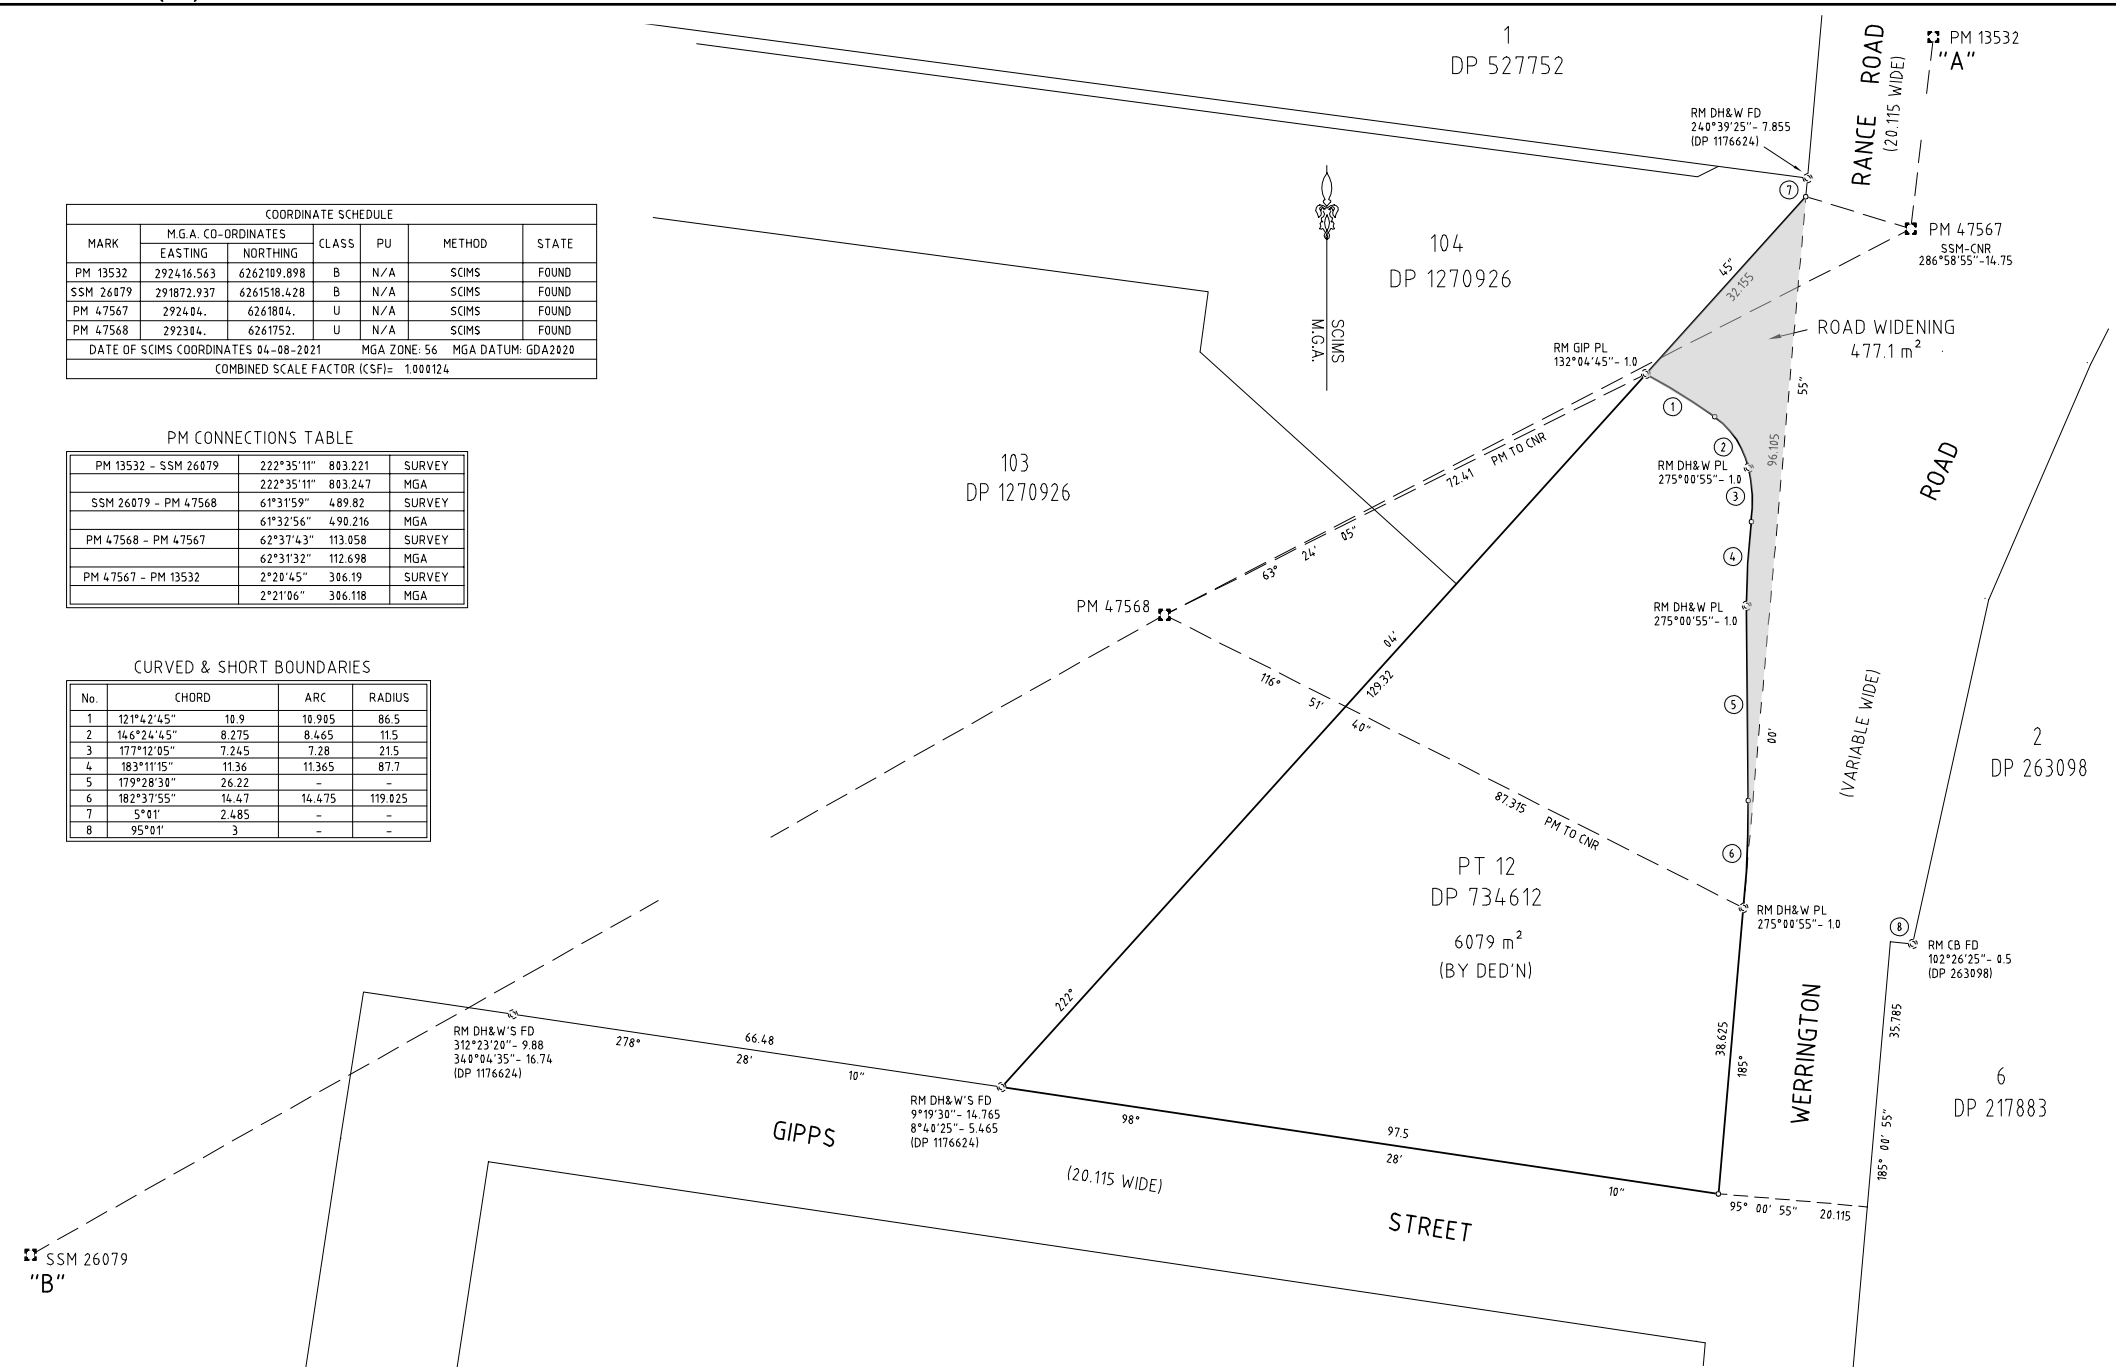 1
DP 527752
RANCE ROAD
(20.115 WIDE)
PM 13532
"A"
RM DH&W FD
240°39'25"- 7.855
(DP 1176624)
7
PM 47567
SSM-CNR
286°58'55"-14.75
COORDINATE SCHEDULE
MARK M.G.A. CO-ORDINATES CLASS PU METHOD STATE
EASTING NORTHING
PM 13532 292416.563 6262109.898 B N/A SCIMS FOUND
SSM 26079 291872.937 6261518.428 B N/A SCIMS FOUND
PM 47567 292404. 6261804. U N/A SCIMS FOUND
PM 47568 292304. 6261752. U N/A SCIMS FOUND
DATE OF SCIMS COORDINATES 04-08-2021 MGA ZONE: 56 MGA DATUM: GDA2020
COMBINED SCALE FACTOR (CSF)= 1.000124
104
DP 1270926
SCIMS
M.G.A.
45"
32.155
ROAD WIDENING
477.1 m²
RM GIP PL
132°04'45"- 1.0
55"
1
2
96.105
PM CONNECTIONS TABLE
PM 13532 - SSM 26079 222°35'11" 803.221 SURVEY
222°35'11" 803.247 MGA
SSM 26079 - PM 47568 61°31'59" 489.82 SURVEY
61°32'56" 490.216 MGA
PM 47568 - PM 47567 62°37'43" 113.058 SURVEY
62°31'32" 112.698 MGA
PM 47567 - PM 13532 2°20'45" 306.19 SURVEY
2°21'06" 306.118 MGA
103
DP 1270926
72.41
PM TO CNR
63° 24' 05"
RM DH&W PL
275°00'55"- 1.0
3
4
ROAD
PM 47568
RM DH&W PL
275°00'55"- 1.0
04'
129.32
116° 51' 40"
87.315
PM TO CNR
5
00'
(VARIABLE WIDE)
2
DP 263098
CURVED & SHORT BOUNDARIES
No. CHORD ARC RADIUS
1 121°42'45" 10.9 10.905 86.5
2 146°24'45" 8.275 8.465 11.5
3 177°12'05" 7.245 7.28 21.5
4 183°11'15" 11.36 11.365 87.7
5 179°28'30" 26.22 - -
6 182°37'55" 14.47 14.475 119.025
7 5°01' 2.485 - -
8 95°01' 3 - -
6
PT 12
DP 734612
6079 m²
(BY DED'N)
RM DH&W PL
275°00'55"- 1.0
8
RM CB FD
102°26'25"- 0.5
(DP 263098)
222°
38.625
185°
WERRINGTON
35.785
185° 00' 55"
6
DP 217883
RM DH&W'S FD
312°23'20"- 9.88
340°04'35"- 16.74
(DP 1176624)
66.48
278° 28' 10"
RM DH&W'S FD
9°19'30"- 14.765
8°40'25"- 5.465
(DP 1176624)
GIPPS
98° 28' 10"
97.5
(20.115 WIDE)
STREET
95° 00' 55" 20.115
SSM 26079
"B"